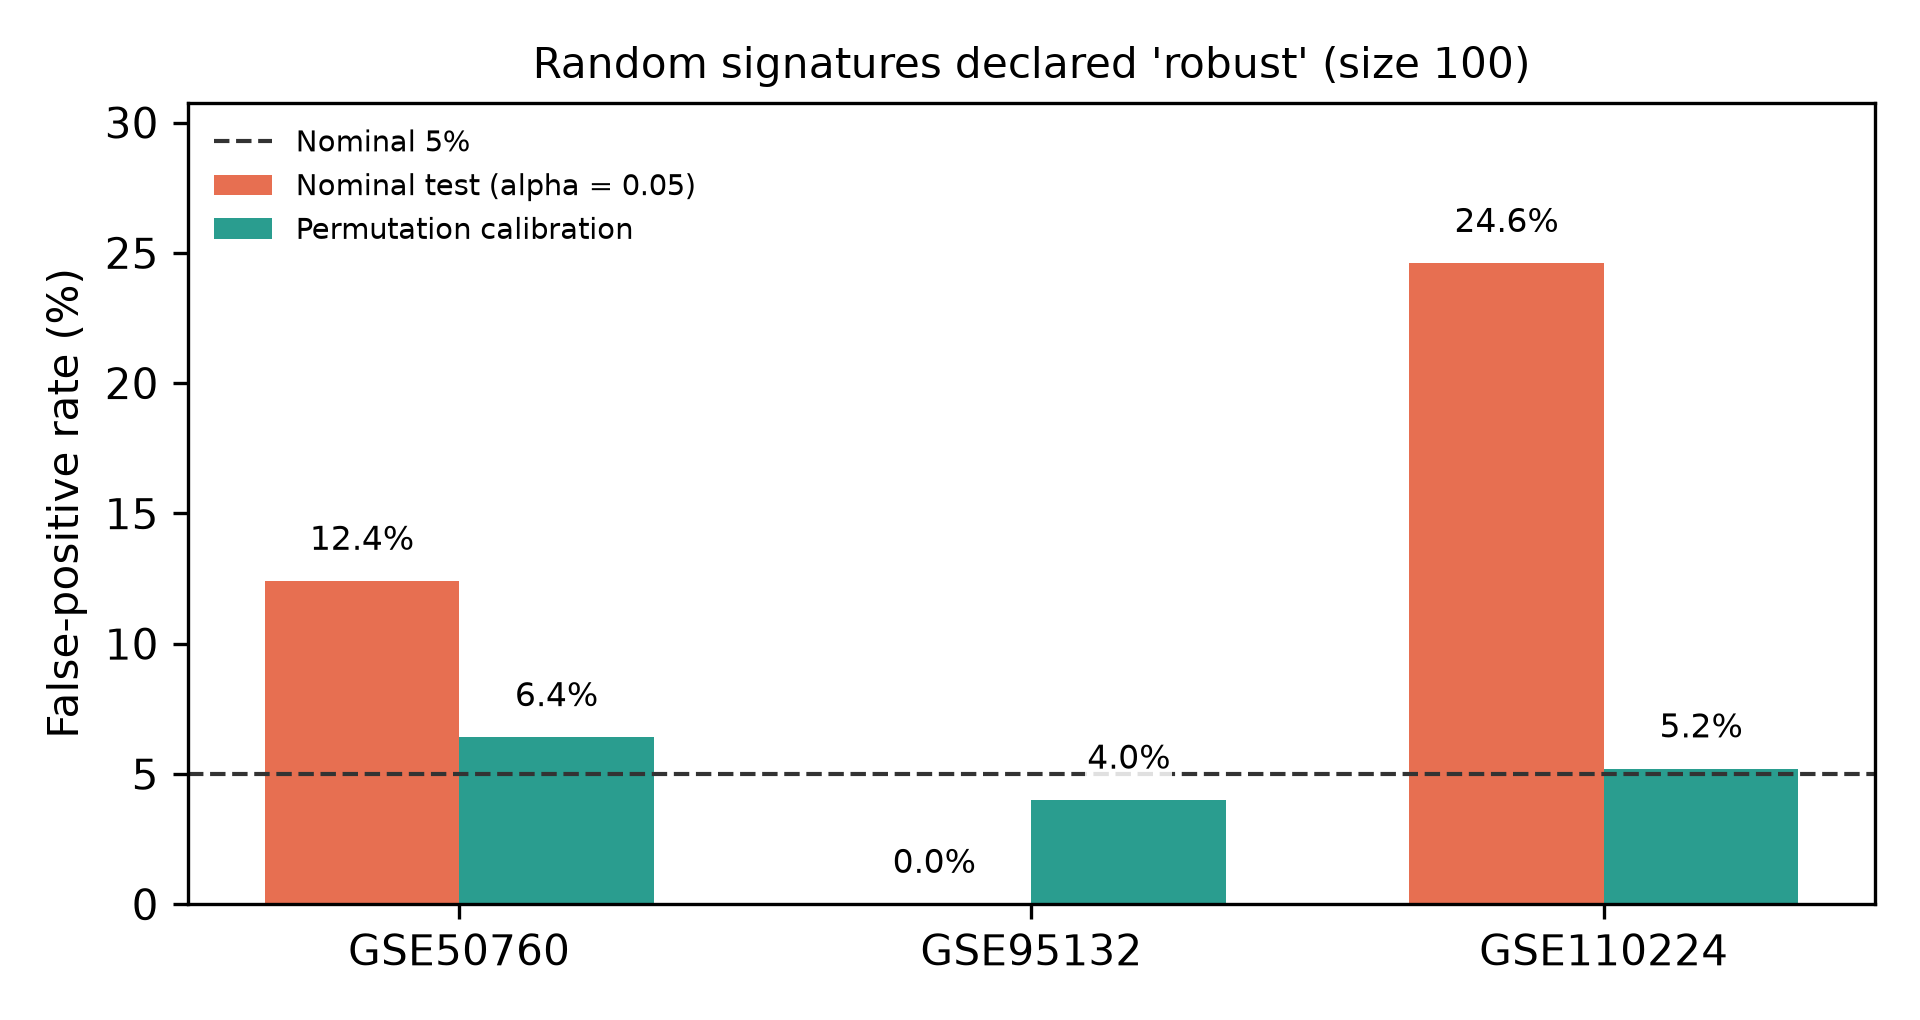 Random signatures declared 'robust' (size 100)
False-positive rate (%)
30
25
20
15
10
5
0
Nominal 5%
Nominal test (alpha = 0.05)
Permutation calibration
12.4%
6.4%
0.0%
4.0%
24.6%
5.2%
GSE50760
GSE95132
GSE110224